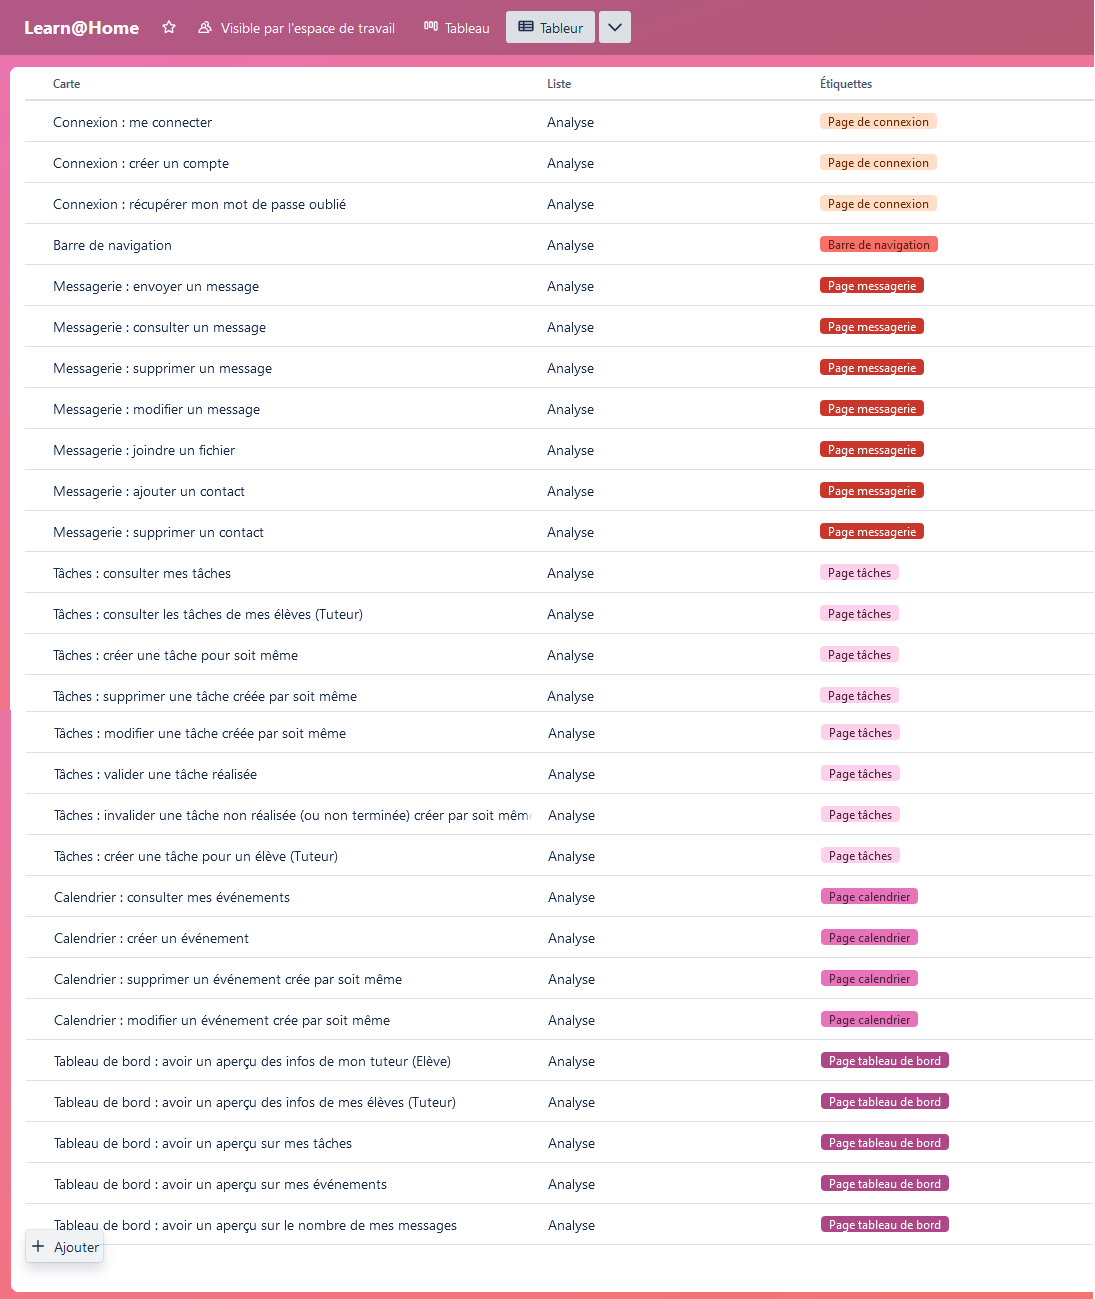 Learn@Home Visible par l'espace de travail Tableau Tableur
Carte Liste Étiquettes
Connexion : me connecter Analyse Page de connexion
Connexion : créer un compte Analyse Page de connexion
Connexion : récupérer mon mot de passe oublié Analyse Page de connexion
Barre de navigation Analyse Barre de navigation
Messagerie : envoyer un message Analyse Page messagerie
Messagerie : consulter un message Analyse Page messagerie
Messagerie : supprimer un message Analyse Page messagerie
Messagerie : modifier un message Analyse Page messagerie
Messagerie : joindre un fichier Analyse Page messagerie
Messagerie : ajouter un contact Analyse Page messagerie
Messagerie : supprimer un contact Analyse Page messagerie
Tâches : consulter mes tâches Analyse Page tâches
Tâches : consulter les tâches de mes élèves (Tuteur) Analyse Page tâches
Tâches : créer une tâche pour soit même Analyse Page tâches
Tâches : supprimer une tâche créée par soit même Analyse Page tâches
Tâches : modifier une tâche créée par soit même Analyse Page tâches
Tâches : valider une tâche réalisée Analyse Page tâches
Tâches : invalider une tâche non réalisée (ou non terminée) créer par soit mêm Analyse Page tâches
Tâches : créer une tâche pour un élève (Tuteur) Analyse Page tâches
Calendrier : consulter mes événements Analyse Page calendrier
Calendrier : créer un événement Analyse Page calendrier
Calendrier : supprimer un événement crée par soit même Analyse Page calendrier
Calendrier : modifier un événement crée par soit même Analyse Page calendrier
Tableau de bord : avoir un aperçu des infos de mon tuteur (Elève) Analyse Page tableau de bord
Tableau de bord : avoir un aperçu des infos de mes élèves (Tuteur) Analyse Page tableau de bord
Tableau de bord : avoir un aperçu sur mes tâches Analyse Page tableau de bord
Tableau de bord : avoir un aperçu sur mes événements Analyse Page tableau de bord
Tableau de bord : avoir un aperçu sur le nombre de mes messages Analyse Page tableau de bord
+ Ajouter